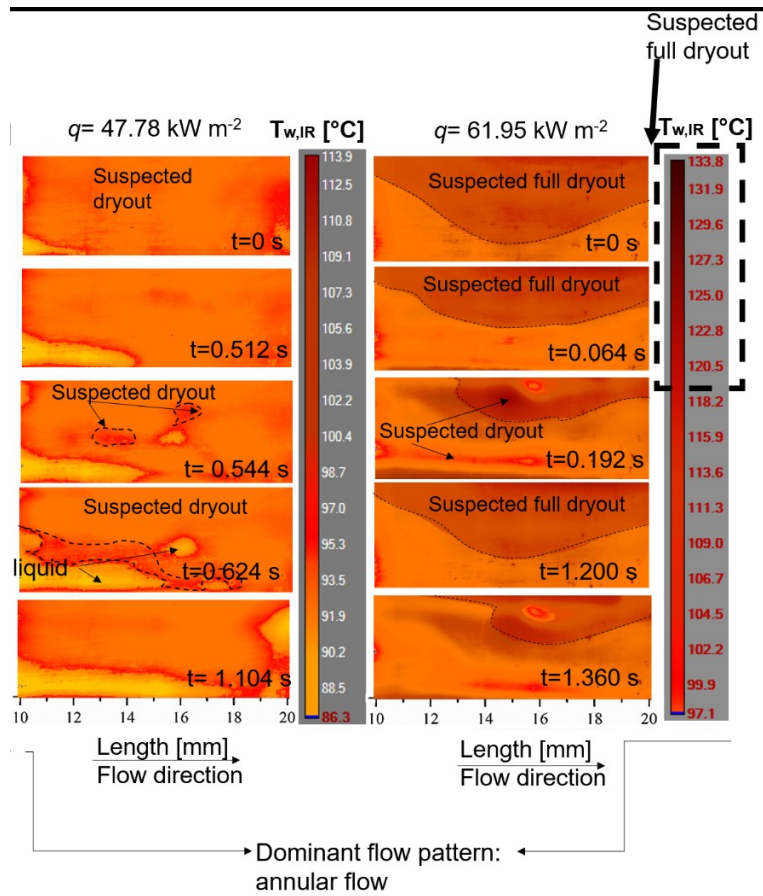 Suspected
full dryout
q= 47.78 kW m-2
Tw,IR [°C]
q= 61.95 kW m-2
Tw,IR [°C]
Suspected
dryout
t=0 s
t=0.512 s
Suspected dryout
t= 0.544 s
Suspected dryout
liquid
t=0.624 s
t= 1.104 s
113.9
112.5
110.8
109.1
107.3
105.6
103.9
102.2
100.4
98.7
97.0
95.3
93.5
91.9
90.2
88.5
86.3
Suspected full dryout
t=0 s
Suspected full dryout
t=0.064 s
Suspected dryout
t=0.192 s
Suspected full dryout
t=1.200 s
t=1.360 s
133.8
131.9
129.6
127.3
125.0
122.8
120.5
118.2
115.9
113.6
111.3
109.0
106.7
104.5
102.2
99.9
97.1
10 12 14 16 18 20
10 12 14 16 18 20
Length [mm]
Flow direction
Length [mm]
Flow direction
Dominant flow pattern:
annular flow